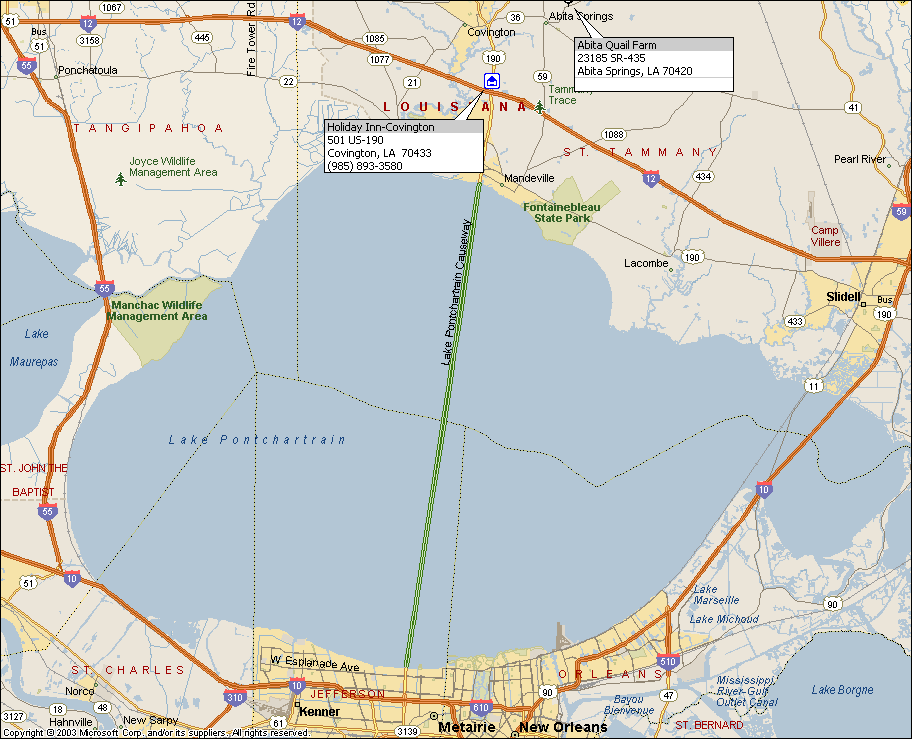 1067
51
12
12
36
Abita Springs
Bus
51
3158
445
Fire Tower Rd
1085
Covington
190
Abita Quail Farm
23185 SR-435
Abita Springs, LA 70420
55
Ponchatoula
1077
22
21
59
Tammany
Trace
LOUISIANA
41
Holiday Inn-Covington
501 US-190
Covington, LA 70433
(985) 893-3580
TANGIPAHOA
1088
ST. TAMMANY
Joyce Wildlife
Management Area
Pearl River
Mandeville
12
434
Fontainebleau
State Park
59
Camp
Villere
Lake Pontchartrain Causeway
Lacombe
190
55
Manchac Wildlife
Management Area
Slidell
Bus
190
433
Lake
Maurepas
11
Lake Pontchartrain
ST. JOHN THE
BAPTIST
55
10
51
10
Lake
Marseille
90
Lake Michoud
W Esplanade Ave
ST. CHARLES
ORLEANS
510
Norco
310
10
JEFFERSON
90
47
Mississippi
River-Gulf
Outlet Canal
Lake Borgne
18
48
Kenner
610
Bayou
Bienvenue
3127
Hahnville
New Sarpy
61
3139
Metairie
New Orleans
ST. BERNARD
Copyright © 2003 Microsoft Corp. and/or its suppliers. All rights reserved.